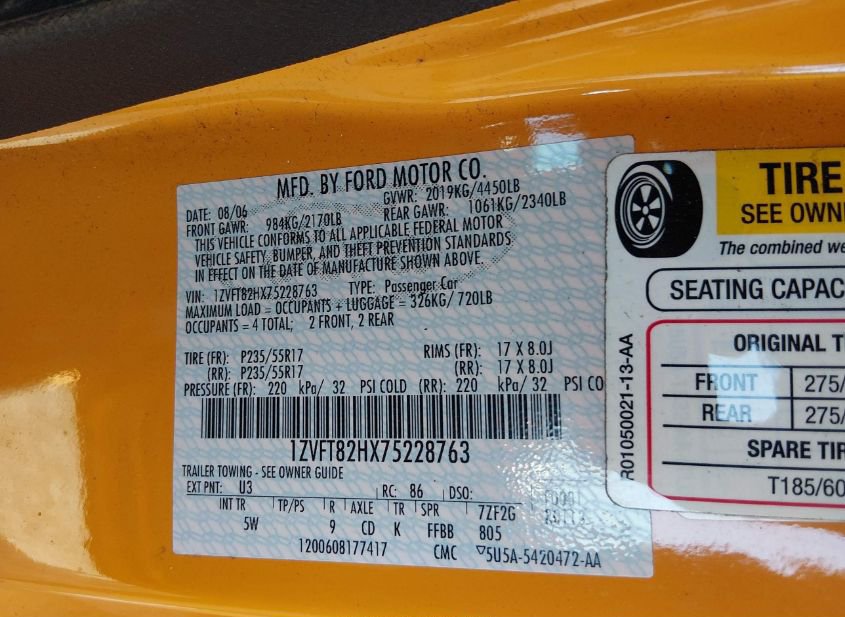 MFD. BY FORD MOTOR CO.
DATE: 08/06 GVWR: 2019KG/4450LB
FRONT GAWR: 984KG/2170LB REAR GAWR: 1061KG/2340LB
THIS VEHICLE CONFORMS TO ALL APPLICABLE FEDERAL MOTOR
VEHICLE SAFETY, BUMPER, AND THEFT PREVENTION STANDARDS
IN EFFECT ON THE DATE OF MANUFACTURE SHOWN ABOVE.
VIN: 1ZVFT82HX75228763 TYPE: Passenger Car
MAXIMUM LOAD = OCCUPANTS + LUGGAGE = 326KG/ 720LB
OCCUPANTS = 4 TOTAL; 2 FRONT, 2 REAR
TIRE (FR): P235/55R17 RIMS (FR): 17 X 8.0J
(RR): P235/55R17 (RR): 17 X 8.0J
PRESSURE (FR): 220 kPa/ 32 PSI COLD (RR): 220 kPa/ 32 PSI CO
1ZVFT82HX75228763
TRAILER TOWING - SEE OWNER GUIDE
EXT PNT: U3 RC: 86 DSO:
INT TR TP/PS R AXLE TR SPR 7ZF2G
5W 9 CD K FFBB 805
1200608177417 CMC ▽5U5A-5420472-AA
TIRE
SEE OWN
The combined we
SEATING CAPAC
R01050021-13-AA
ORIGINAL T
FRONT 275/
REAR 275/
SPARE TIR
T185/60